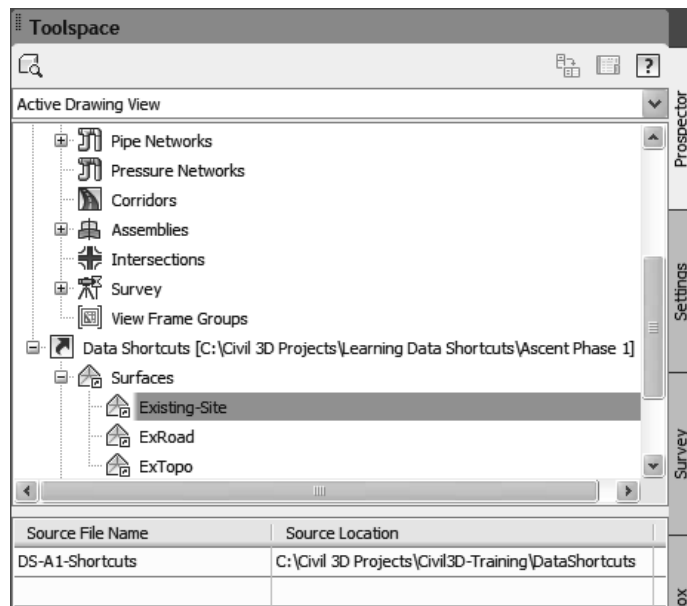 Toolspace
?
Active Drawing View
Pipe Networks
Pressure Networks
Corridors
Assemblies
Intersections
Survey
View Frame Groups
Data Shortcuts [C:\Civil 3D Projects\Learning Data Shortcuts\Ascent Phase 1]
Surfaces
Existing-Site
ExRoad
ExTopo
Source File Name Source Location
DS-A1-Shortcuts C:\Civil 3D Projects\Civil3D-Training\DataShortcuts
Prospector
Settings
Survey